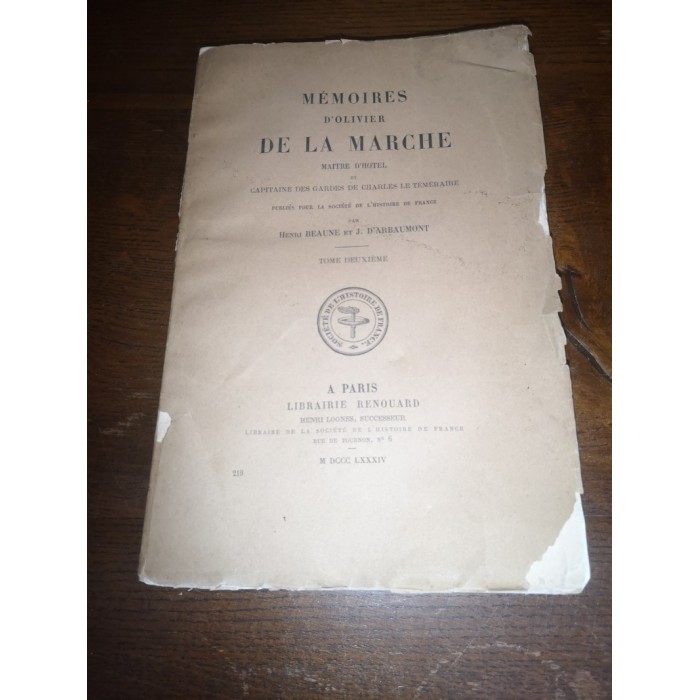 MÉMOIRES
D'OLIVIER
DE LA MARCHE
MAITRE D'HOTEL
ET
CAPITAINE DES GARDES DE CHARLES LE TÉMÉRAIRE
PUBLIÉS POUR LA SOCIÉTÉ DE L'HISTOIRE DE FRANCE
PAR
HENRI BEAUNE ET J. D'ARBAUMONT
TOME DEUXIÈME
SOCIÉTÉ DE L'HISTOIRE DE FRANCE
A PARIS
LIBRAIRIE RENOUARD
HENRI LOONES, SUCCESSEUR
LIBRAIRE DE LA SOCIÉTÉ DE L'HISTOIRE DE FRANCE
RUE DE TOURNON, N° 6
M DCCC LXXXIV
219